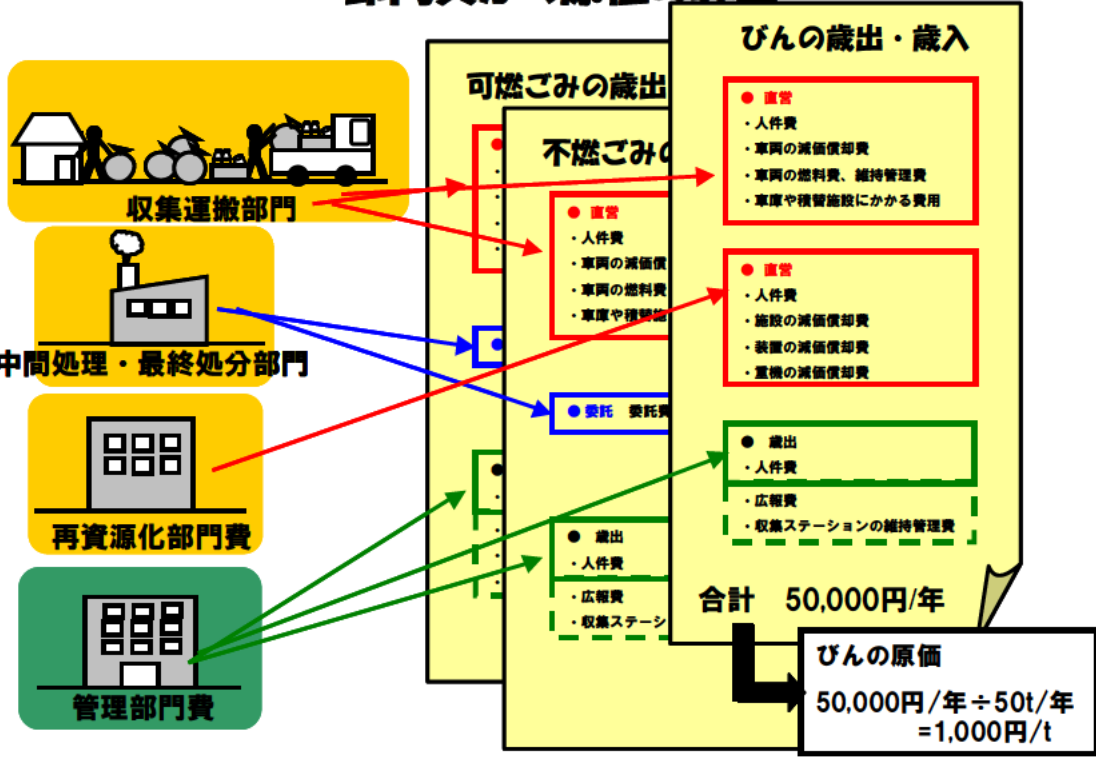 収集運搬部門
中間処理・最終処分部門
再資源化部門費
管理部門費
可燃ごみの歳出
不燃ごみの
● 直営
・人件費
・車両の減価償
・車両の燃料費
・車庫や積替施
● 委託 委託費
● 歳出
・人件費
・広報費
・収集ステーシ
びんの歳出・歳入
● 直営
・人件費
・車両の減価償却費
・車両の燃料費、維持管理費
・車庫や積替施設にかかる費用
● 直営
・人件費
・施設の減価償却費
・装置の減価償却費
・重機の減価償却費
● 歳出
・人件費
・広報費
・収集ステーションの維持管理費
合計 50,000円/年
びんの原価
50,000円/年÷50t/年
=1,000円/t